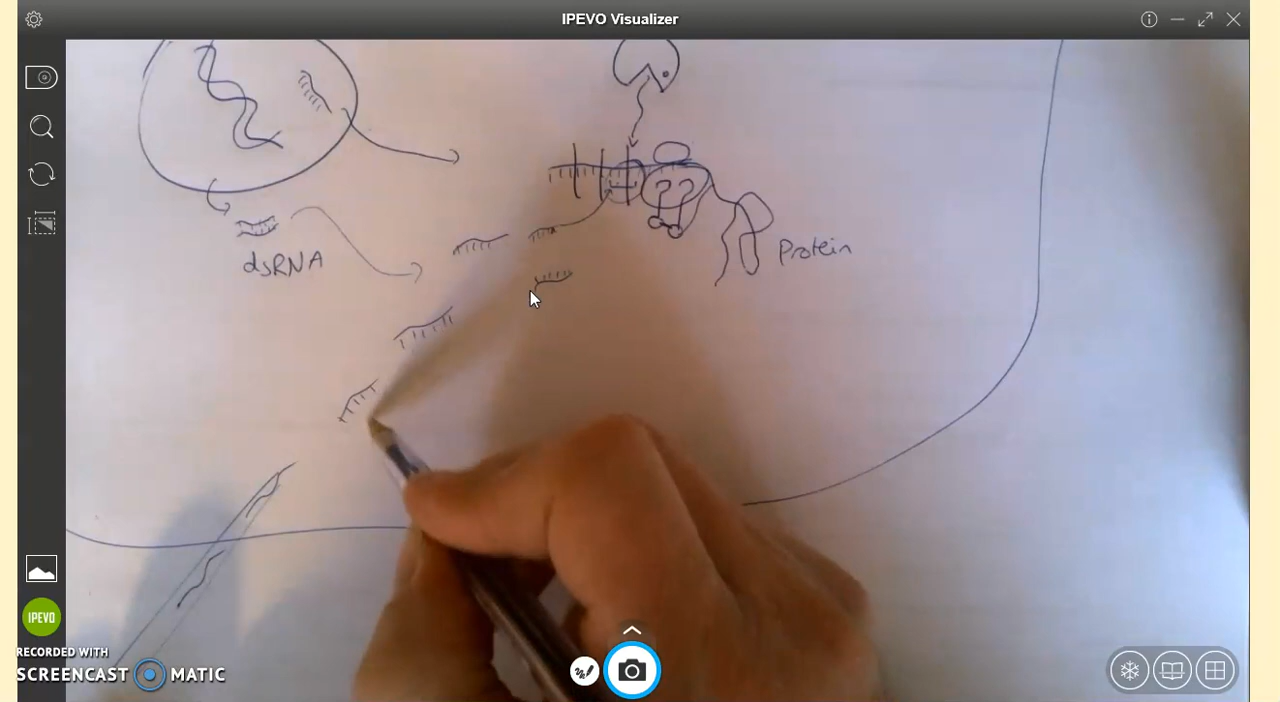 IPEVO Visualizer
??
dsRNA
Protein
IPEVO
RECORDED WITH
SCREENCAST MATIC